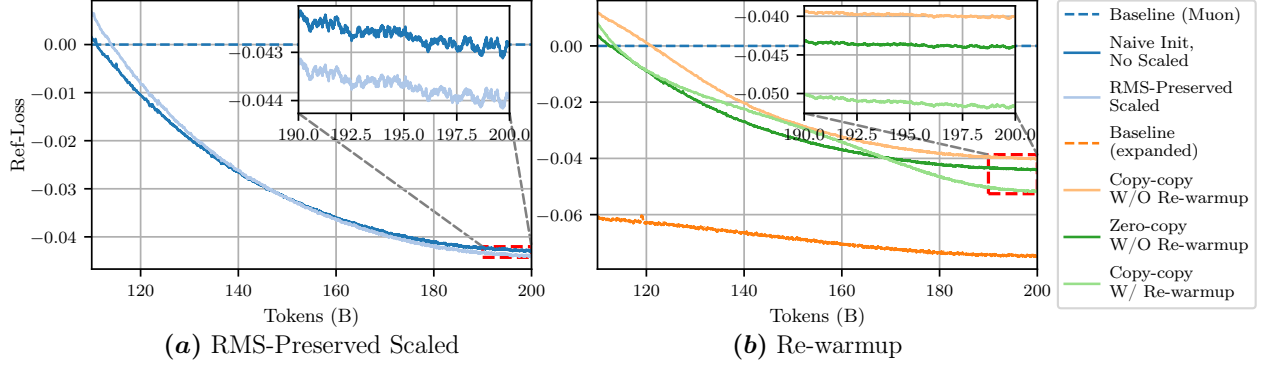 0.00
−0.01
−0.02
−0.03
−0.04
Ref-Loss
120
140
160
180
200
Tokens (B)
−0.043
−0.044
190.0
192.5
195.0
197.5
200.0
(a) RMS-Preserved Scaled
0.00
−0.02
−0.04
−0.06
120
140
160
180
200
Tokens (B)
−0.040
−0.050
190.0
192.5
195.0
197.5
200.0
(b) Re-warmup
Baseline (Muon)
Naive Init,
No Scaled
RMS-Preserved
Scaled
Baseline
(expanded)
Copy-copy
W/O Re-warmup
Zero-copy
W/O Re-warmup
Copy-copy
W/ Re-warmup